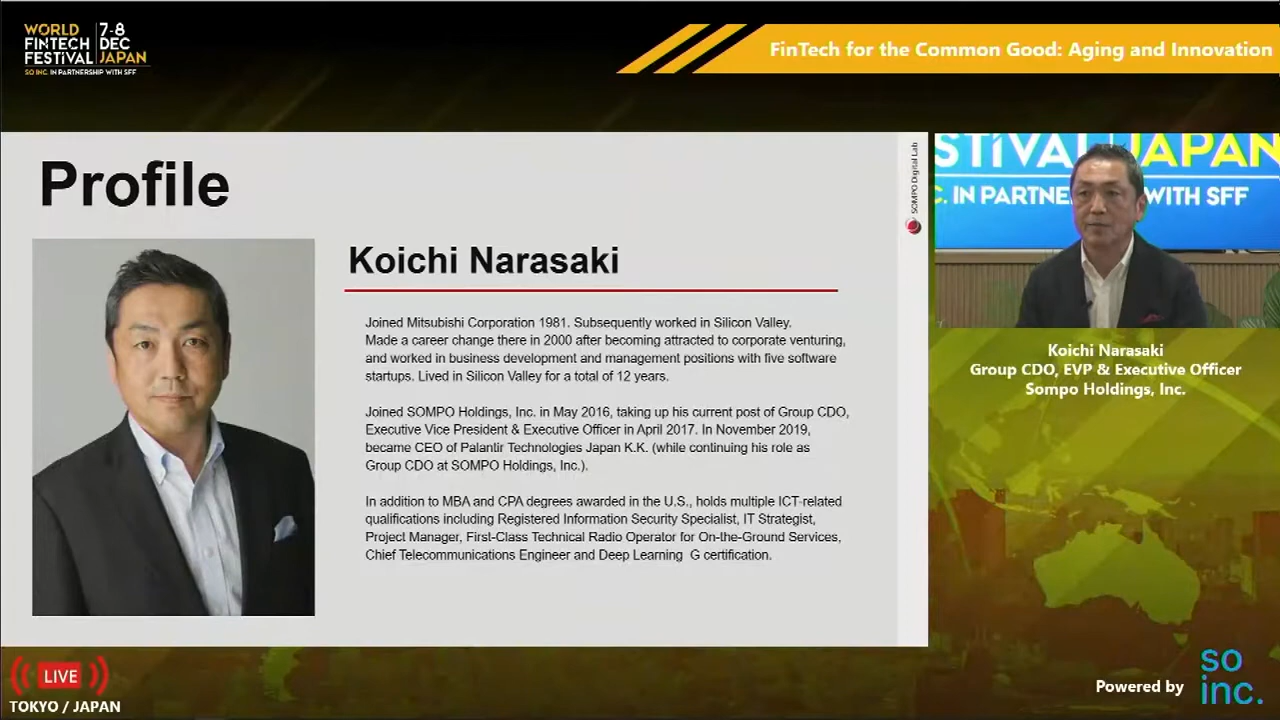 WORLD
FINTECH
FESTIVAL
7-8
DEC
JAPAN
SO INC. IN PARTNERSHIP WITH SFF
FinTech for the Common Good: Aging and Innovation
Profile
SOMPO Digital Lab
Koichi Narasaki
Joined Mitsubishi Corporation 1981. Subsequently worked in Silicon Valley.
Made a career change there in 2000 after becoming attracted to corporate venturing,
and worked in business development and management positions with five software
startups. Lived in Silicon Valley for a total of 12 years.
Joined SOMPO Holdings, Inc. in May 2016, taking up his current post of Group CDO,
Executive Vice President & Executive Officer in April 2017. In November 2019,
became CEO of Palantir Technologies Japan K.K. (while continuing his role as
Group CDO at SOMPO Holdings, Inc.).
In addition to MBA and CPA degrees awarded in the U.S., holds multiple ICT-related
qualifications including Registered Information Security Specialist, IT Strategist,
Project Manager, First-Class Technical Radio Operator for On-the-Ground Services,
Chief Telecommunications Engineer and Deep Learning G certification.
STIVAL JAPAN
C. IN PARTNE WITH SFF
Koichi Narasaki
Group CDO, EVP & Executive Officer
Sompo Holdings, Inc.
LIVE
TOKYO / JAPAN
Powered by
so
inc.